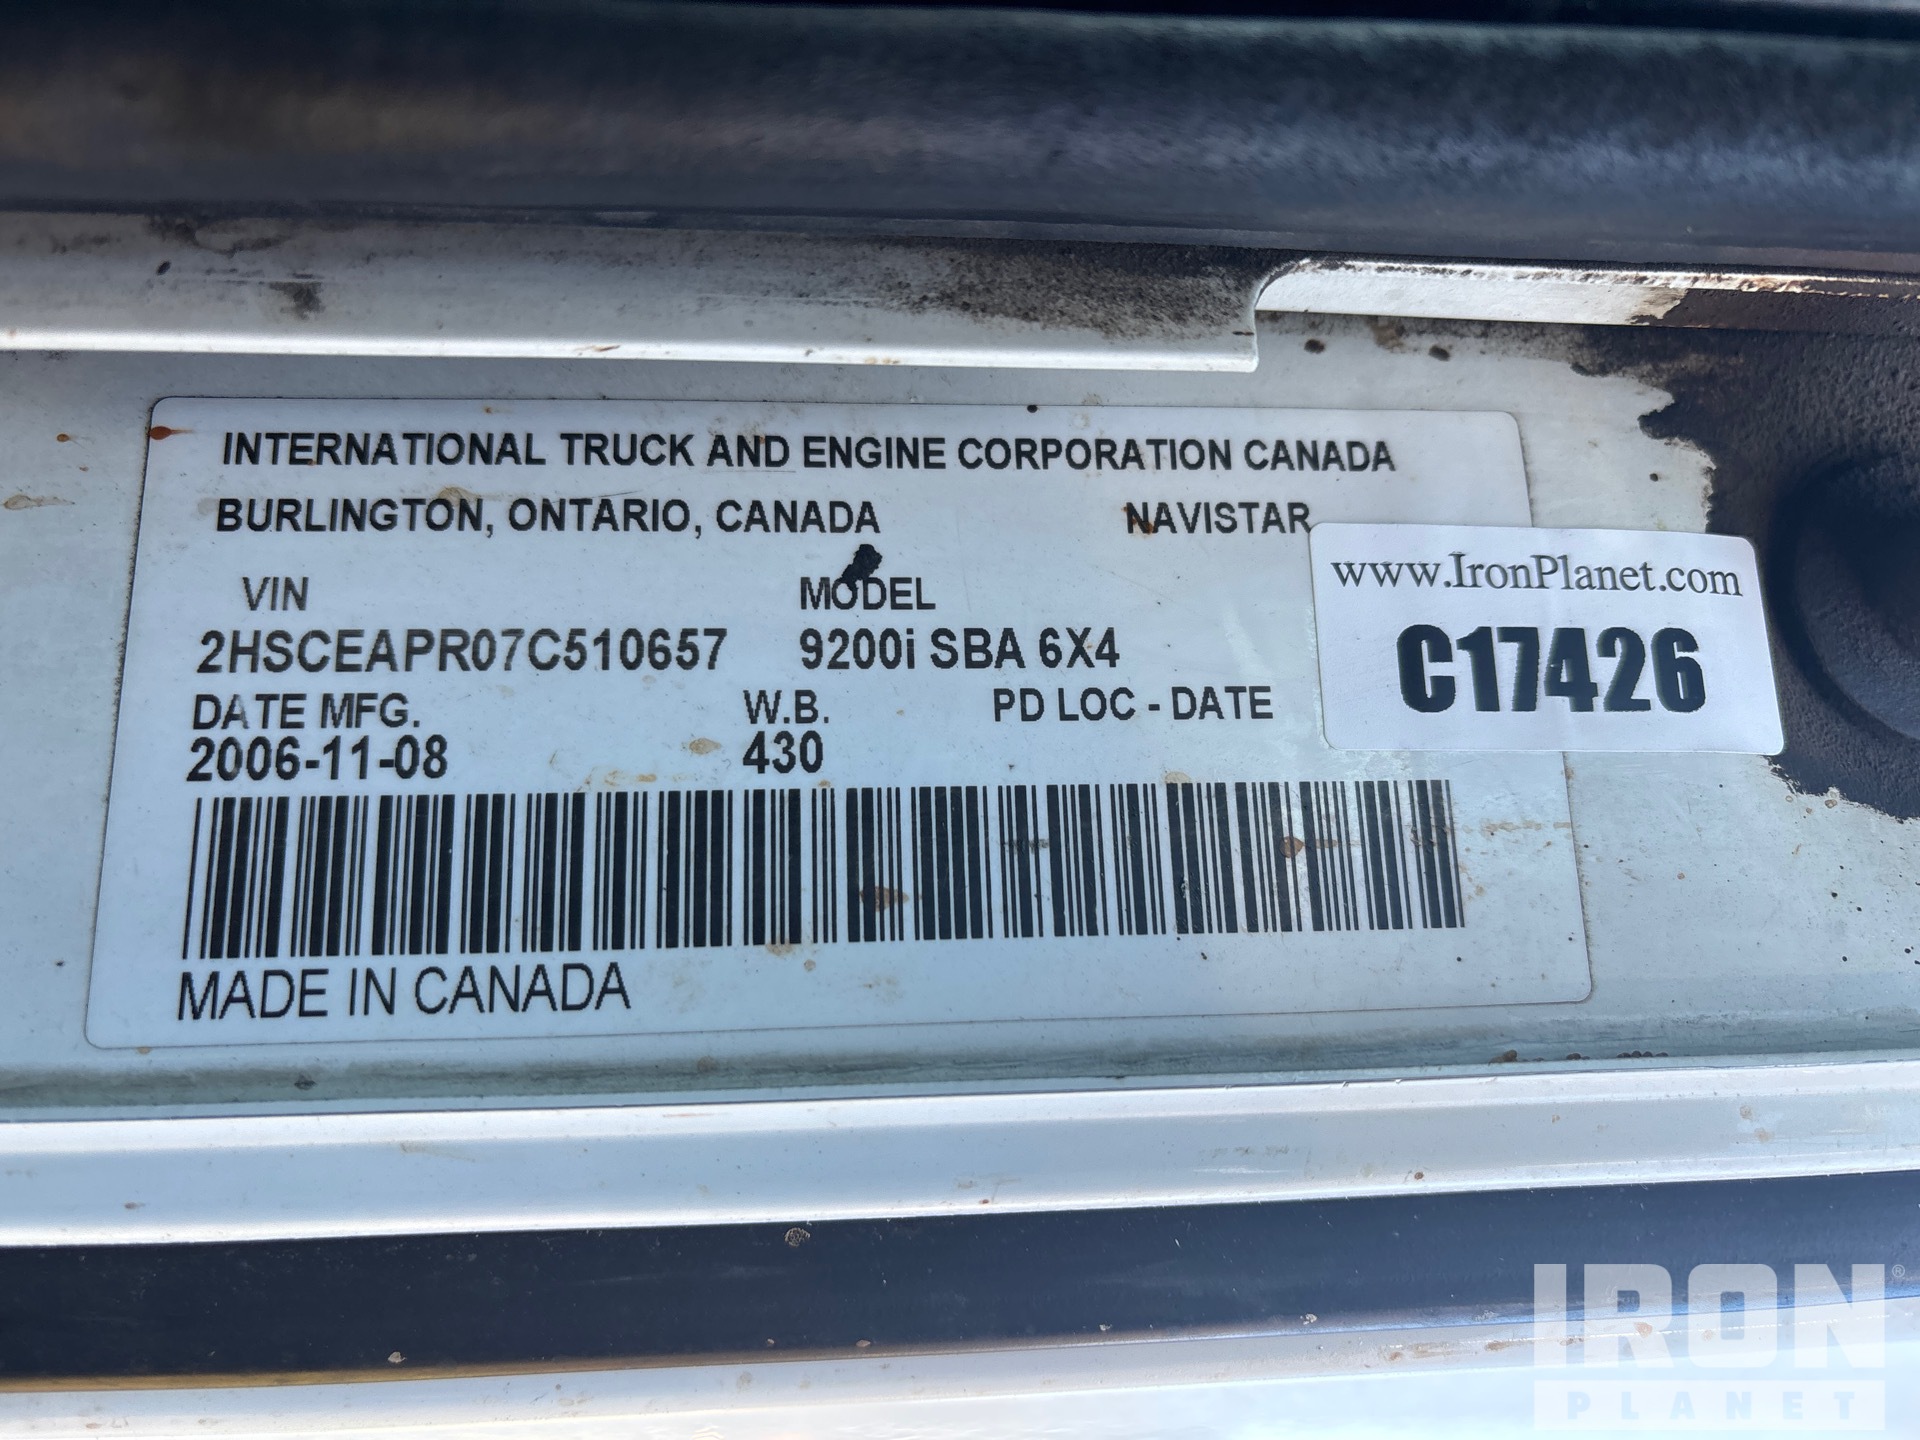 INTERNATIONAL TRUCK AND ENGINE CORPORATION CANADA
BURLINGTON, ONTARIO, CANADA NAVISTAR
VIN MODEL
2HSCEAPR07C510657 9200i SBA 6X4
DATE MFG. W.B. PD LOC - DATE
2006-11-08 430
MADE IN CANADA
www.IronPlanet.com
C17426
IRON®
PLANET